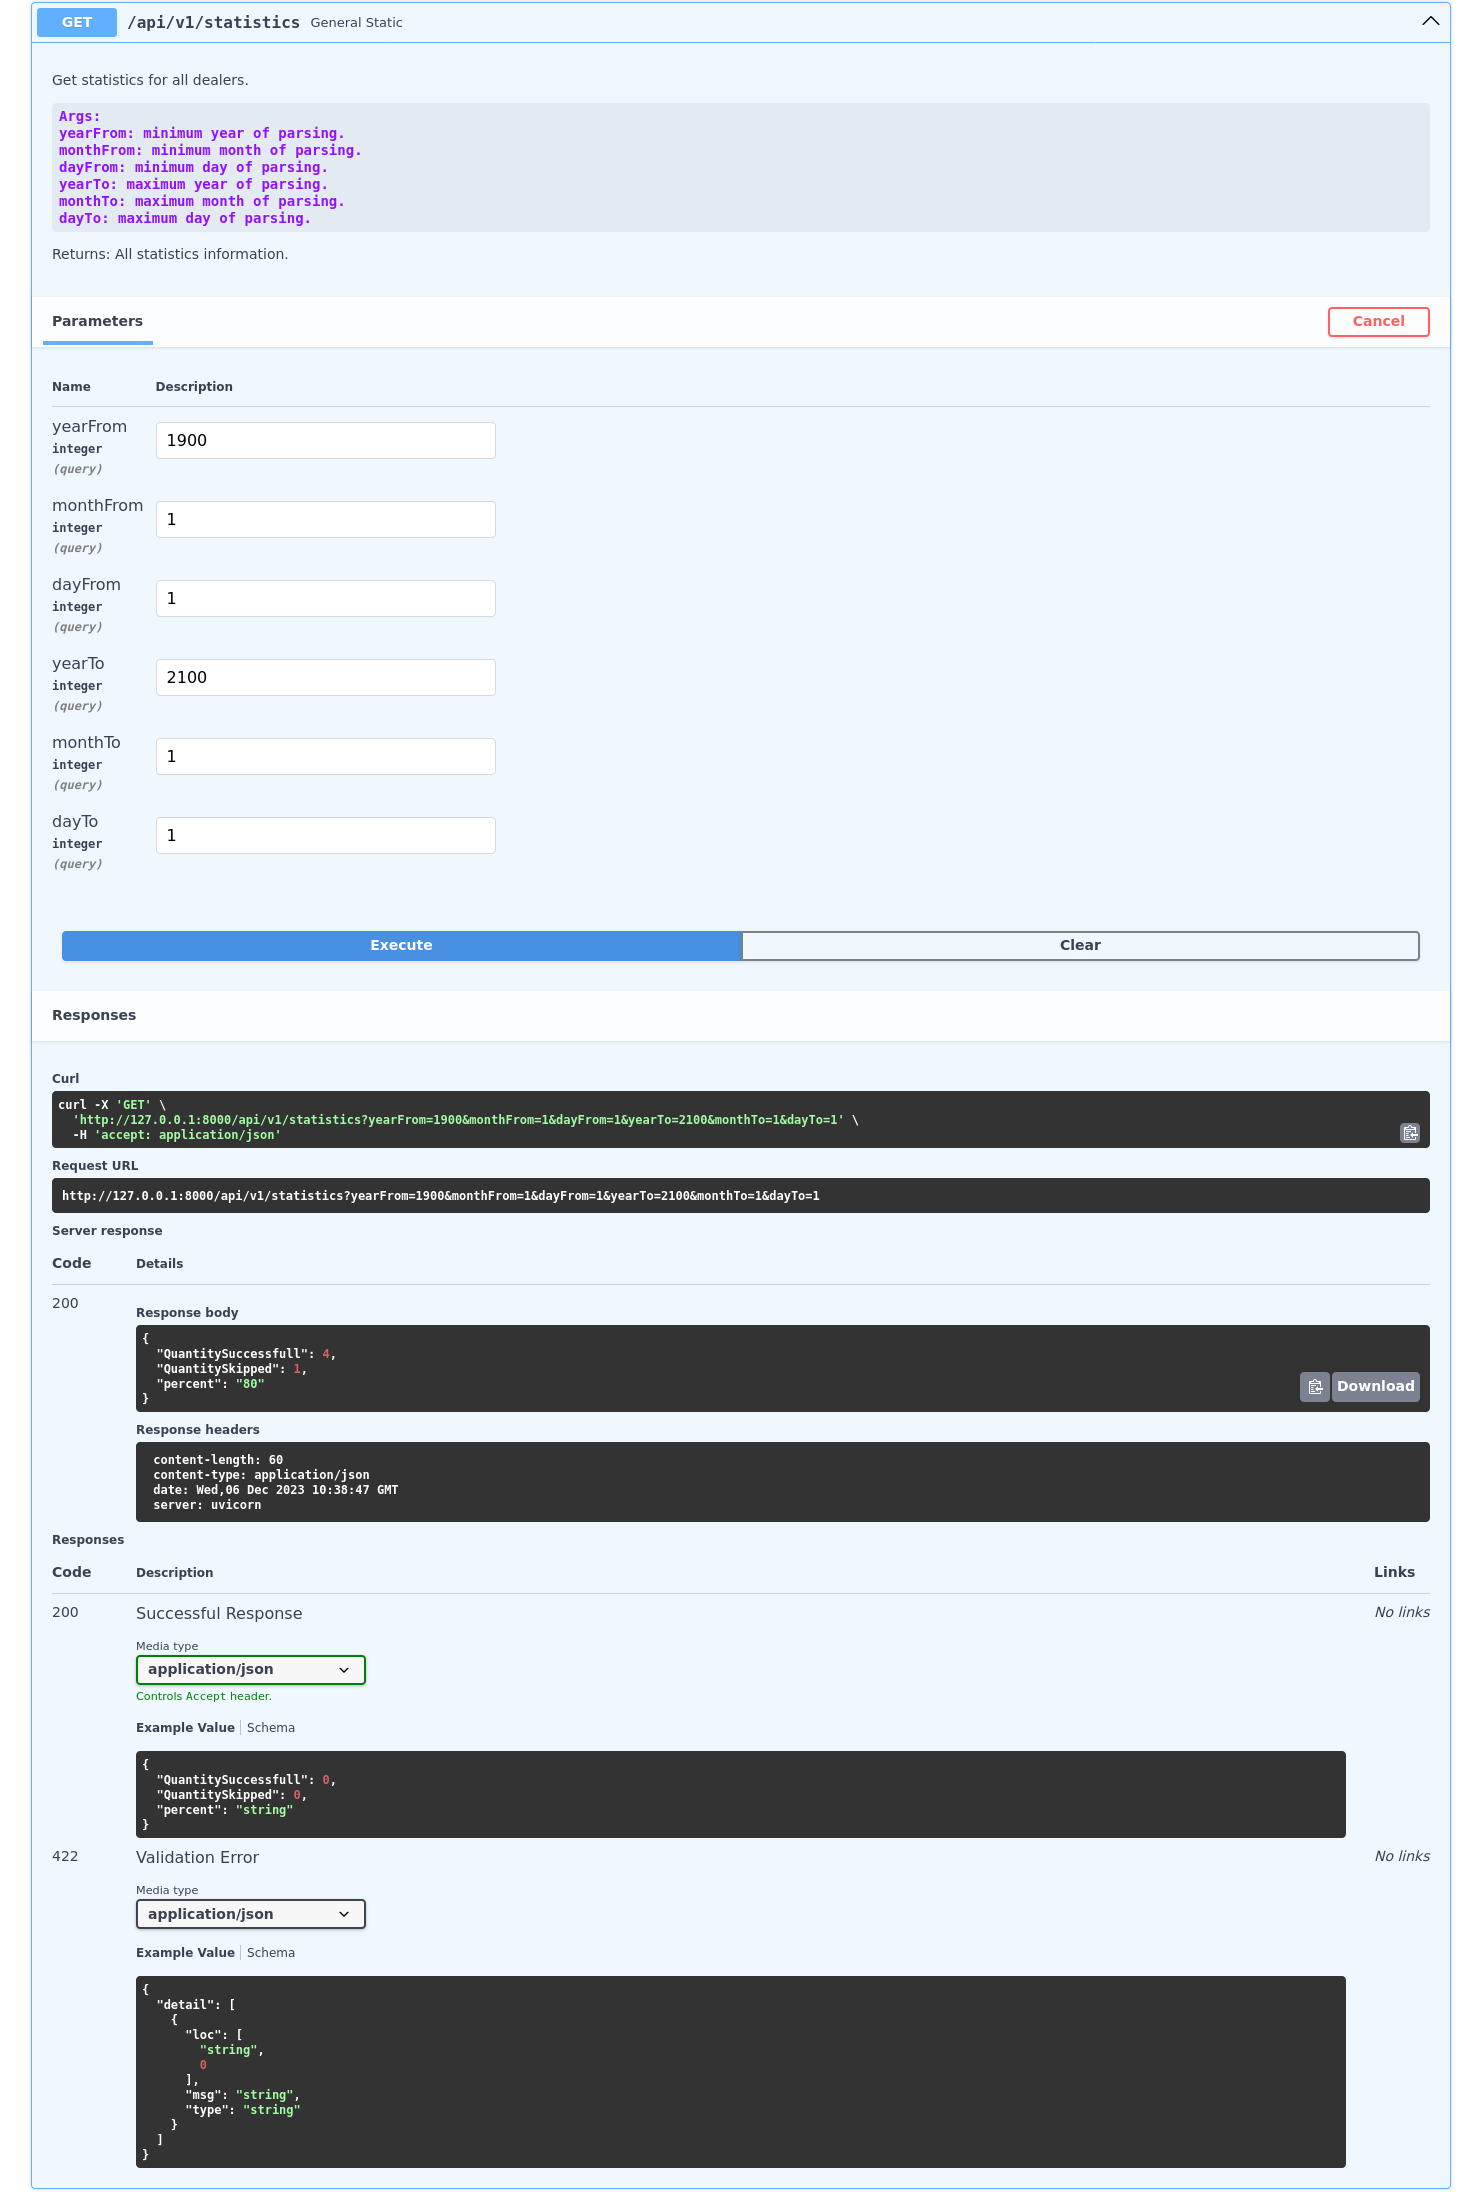 GET /api/v1/statistics General Static
Get statistics for all dealers.
Args:
yearFrom: minimum year of parsing.
monthFrom: minimum month of parsing.
dayFrom: minimum day of parsing.
yearTo: maximum year of parsing.
monthTo: maximum month of parsing.
dayTo: maximum day of parsing.
Returns: All statistics information.
Parameters Cancel
Name Description
yearFrom
integer
(query)
1900
monthFrom
integer
(query)
1
dayFrom
integer
(query)
1
yearTo
integer
(query)
2100
monthTo
integer
(query)
1
dayTo
integer
(query)
1
Execute Clear
Responses
Curl
curl -X 'GET' \
'http://127.0.0.1:8000/api/v1/statistics?yearFrom=1900&monthFrom=1&dayFrom=1&yearTo=2100&monthTo=1&dayTo=1' \
-H 'accept: application/json'
Request URL
http://127.0.0.1:8000/api/v1/statistics?yearFrom=1900&monthFrom=1&dayFrom=1&yearTo=2100&monthTo=1&dayTo=1
Server response
Code Details
200
Response body
{
"QuantitySuccessfull": 4,
"QuantitySkipped": 1,
"percent": "80"
}
Download
Response headers
content-length: 60
content-type: application/json
date: Wed,06 Dec 2023 10:38:47 GMT
server: uvicorn
Responses
Code Description Links
200 Successful Response No links
Media type
application/json
Controls Accept header.
Example Value Schema
{
"QuantitySuccessfull": 0,
"QuantitySkipped": 0,
"percent": "string"
}
422 Validation Error No links
Media type
application/json
Example Value Schema
{
"detail": [
{
"loc": [
"string",
0
],
"msg": "string",
"type": "string"
}
]
}